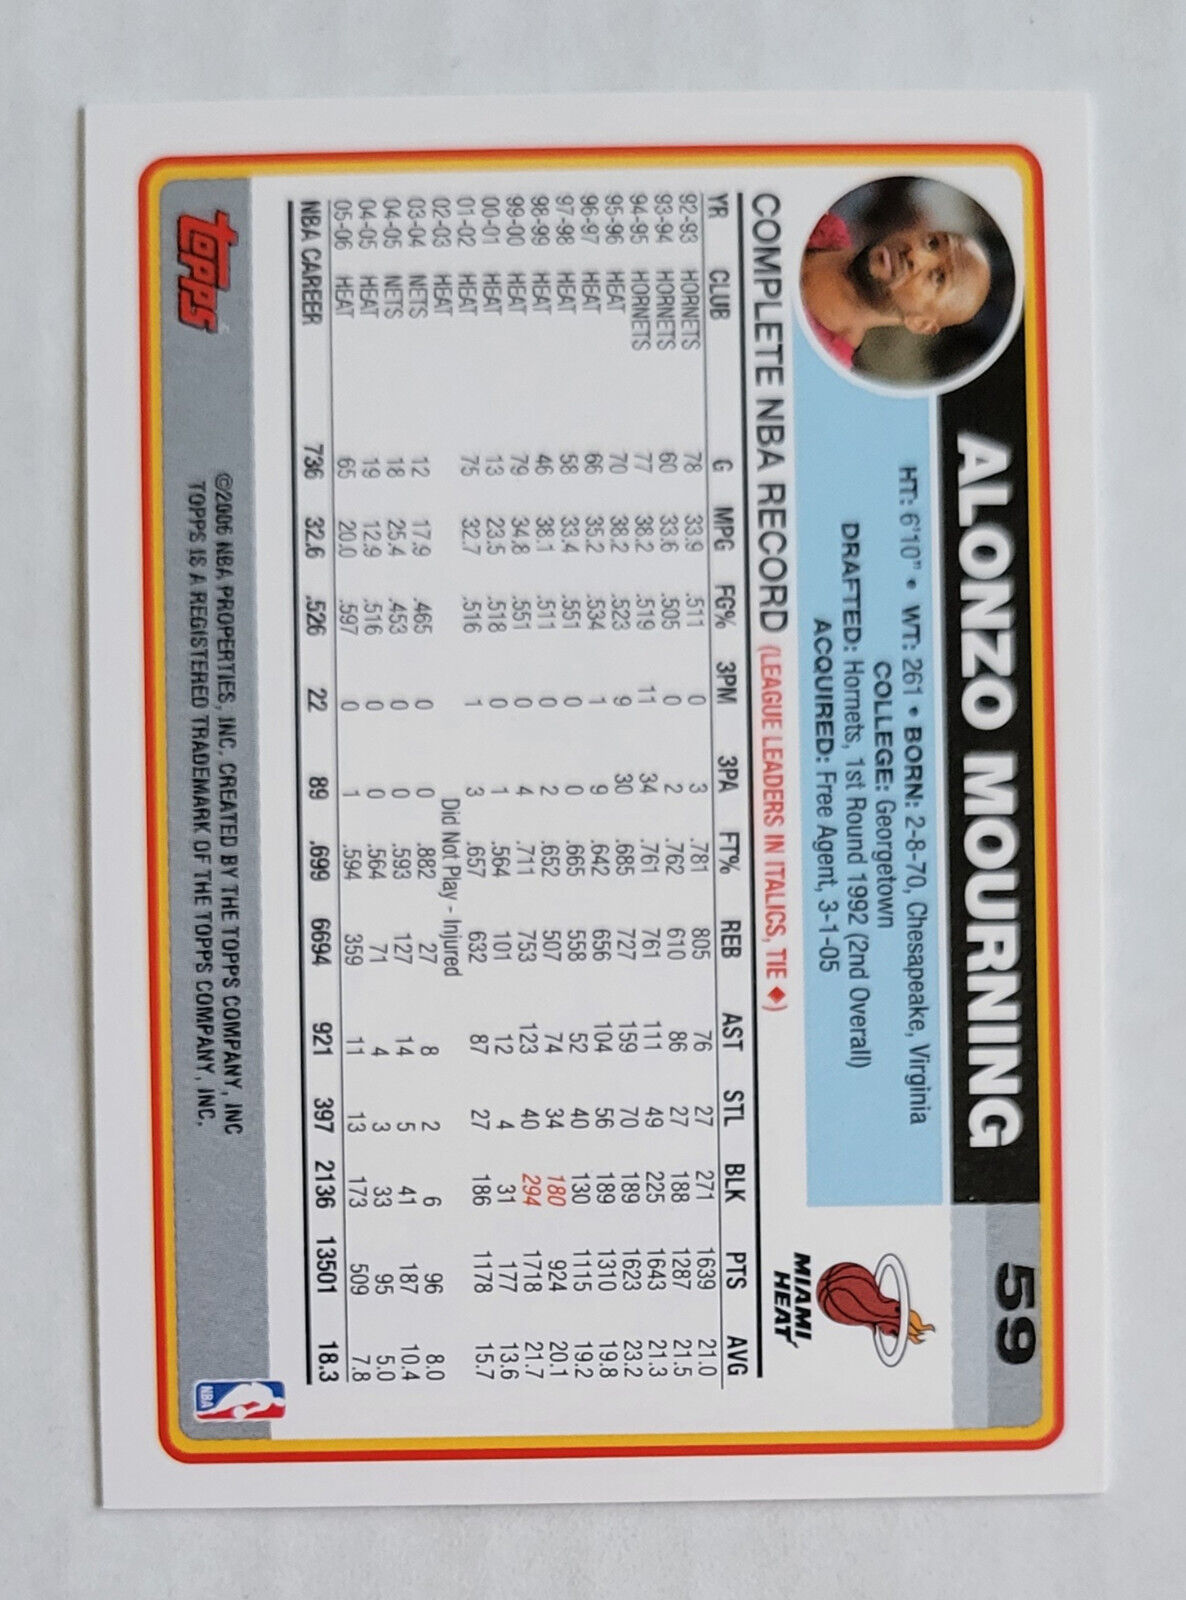 ALONZO MOURNING
59
HT: 6'10" • WT: 261 • BORN: 2-8-70, Chesapeake, Virginia
COLLEGE: Georgetown
DRAFTED: Hornets, 1st Round 1992 (2nd Overall)
ACQUIRED: Free Agent, 3-1-05
MIAMI
HEAT
COMPLETE NBA RECORD (LEAGUE LEADERS IN ITALICS, TIE ♦)
YR CLUB G MPG FG% 3PM 3PA FT% REB AST STL BLK PTS AVG
92-93 HORNETS 78 33.9 .511 0 3 .781 805 76 27 271 1639 21.0
93-94 HORNETS 60 33.6 .505 0 2 .762 610 86 27 188 1287 21.5
94-95 HORNETS 77 38.2 .519 11 34 .761 761 111 49 225 1643 21.3
95-96 HEAT 70 38.2 .523 9 30 .685 727 159 70 189 1623 23.2
96-97 HEAT 66 35.2 .534 1 9 .642 656 104 56 189 1310 19.8
97-98 HEAT 58 33.4 .551 0 0 .665 558 52 40 130 1115 19.2
98-99 HEAT 46 38.1 .511 0 2 .652 507 74 34 180 924 20.1
99-00 HEAT 79 34.8 .551 0 4 .711 753 123 40 294 1718 21.7
00-01 HEAT 13 23.5 .518 0 1 .564 101 12 4 31 177 13.6
01-02 HEAT 75 32.7 .516 1 3 .657 632 87 27 186 1178 15.7
02-03 HEAT Did Not Play - Injured
03-04 NETS 12 17.9 .465 0 0 .882 27 8 2 6 96 8.0
04-05 NETS 18 25.4 .453 0 0 .593 127 14 5 41 187 10.4
04-05 HEAT 19 12.9 .516 0 0 .564 71 4 3 33 95 5.0
05-06 HEAT 65 20.0 .597 0 1 .594 359 11 13 173 509 7.8
NBA CAREER 736 32.6 .526 22 89 .699 6694 921 397 2136 13501 18.3
topps
©2006 NBA PROPERTIES, INC. CREATED BY THE TOPPS COMPANY, INC
TOPPS IS A REGISTERED TRADEMARK OF THE TOPPS COMPANY, INC.
NBA